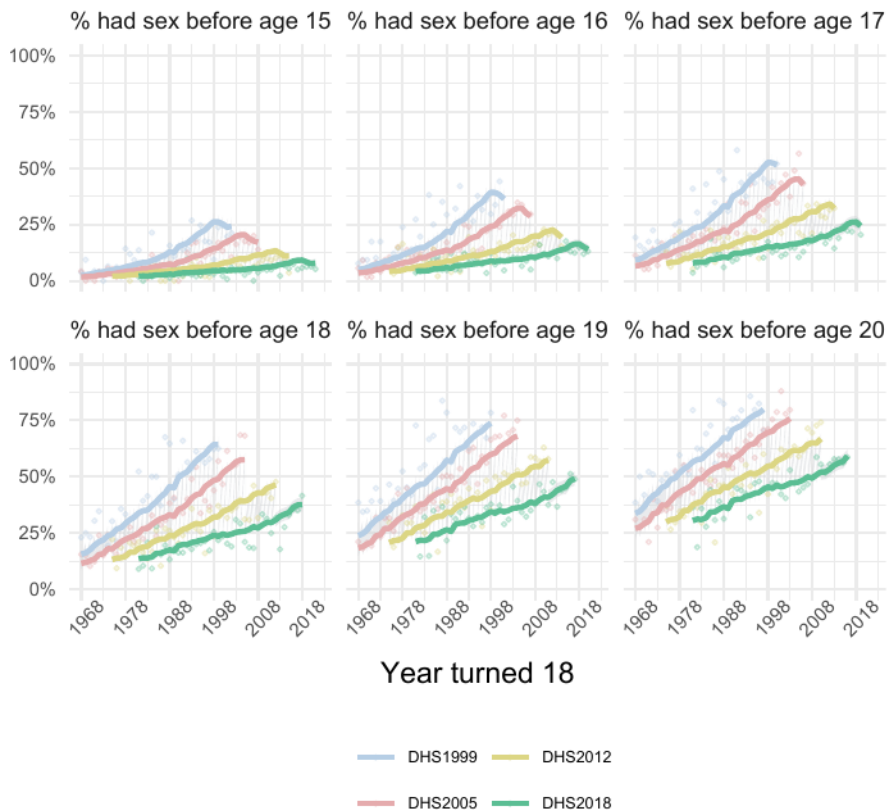 % had sex before age 15 % had sex before age 16 % had sex before age 17
100%
75%
50%
25%
0%
% had sex before age 18 % had sex before age 19 % had sex before age 20
100%
75%
50%
25%
0%
1968 1978 1988 1998 2008 2018 1968 1978 1988 1998 2008 2018 1968 1978 1988 1998 2008 2018
Year turned 18
DHS1999 DHS2012
DHS2005 DHS2018